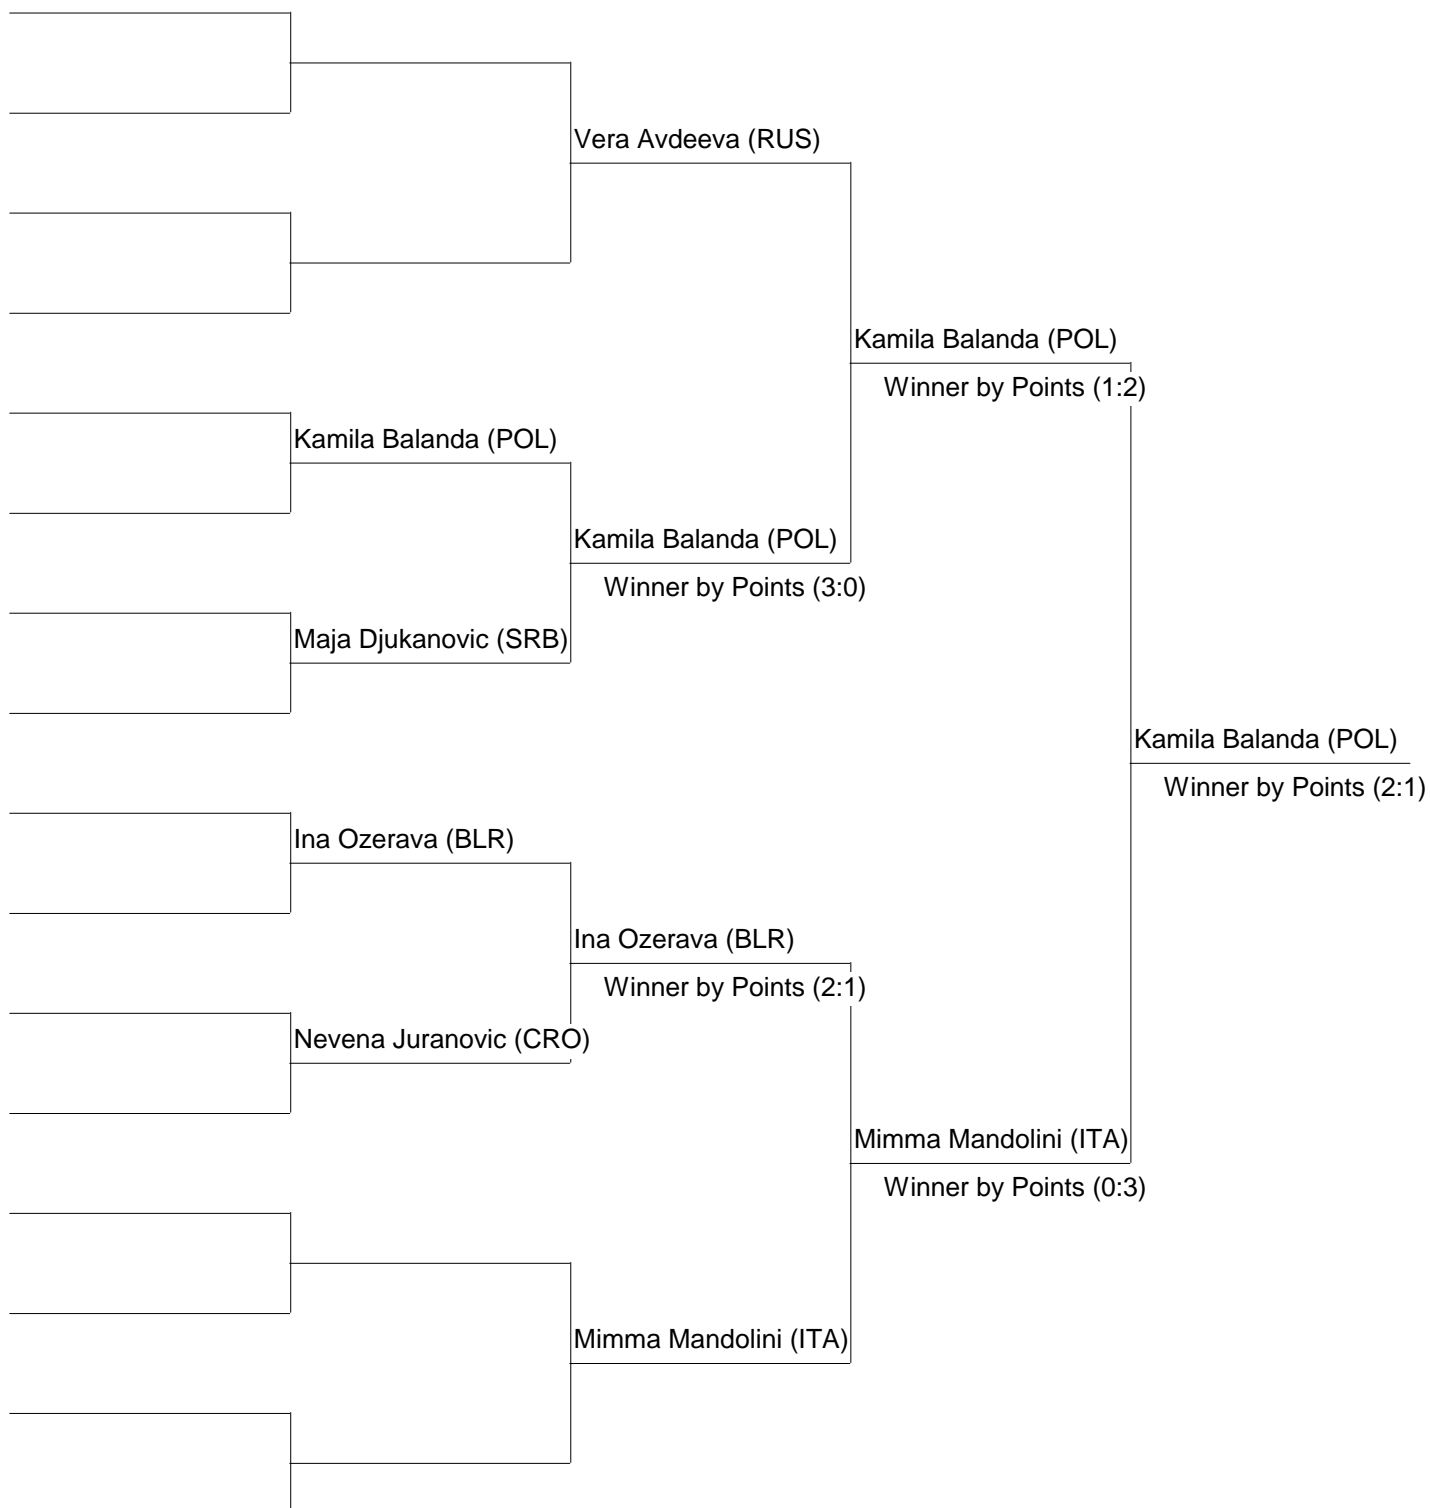 Vera Avdeeva (RUS)
Kamila Balanda (POL)
Winner by Points (1:2)
Kamila Balanda (POL)
Kamila Balanda (POL)
Winner by Points (3:0)
Maja Djukanovic (SRB)
Kamila Balanda (POL)
Winner by Points (2:1)
Ina Ozerava (BLR)
Ina Ozerava (BLR)
Winner by Points (2:1)
Nevena Juranovic (CRO)
Mimma Mandolini (ITA)
Winner by Points (0:3)
Mimma Mandolini (ITA)